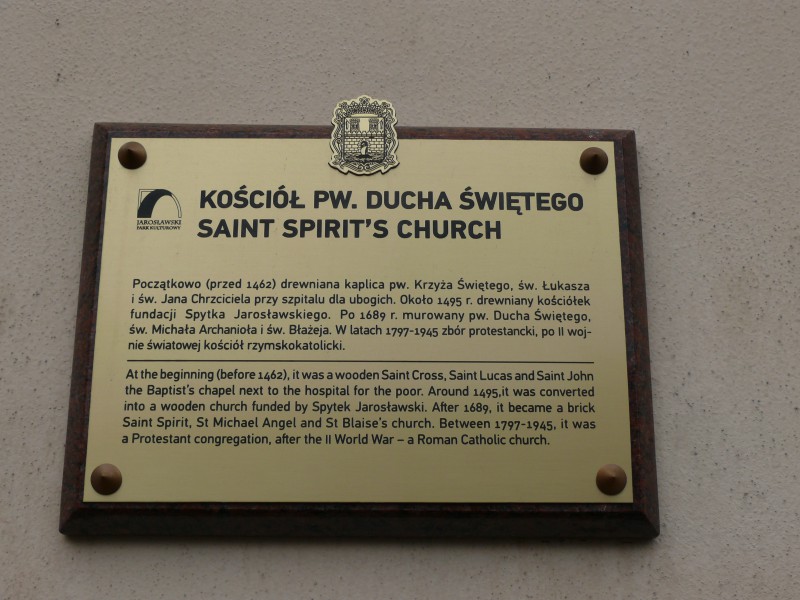 JAROSŁAWSKI
PARK KULTUROWY
KOŚCIÓŁ PW. DUCHA ŚWIĘTEGO
SAINT SPIRIT'S CHURCH
Początkowo (przed 1462) drewniana kaplica pw. Krzyża Świętego, św. Łukasza
i św. Jana Chrzciciela przy szpitalu dla ubogich. Około 1495 r. drewniany kościółek
fundacji Spytka Jarosławskiego. Po 1689 r. murowany pw. Ducha Świętego,
św. Michała Archanioła i św. Błażeja. W latach 1797-1945 zbór protestancki, po II woj-
nie światowej kościół rzymskokatolicki.
At the beginning (before 1462), it was a wooden Saint Cross, Saint Lucas and Saint John
the Baptist's chapel next to the hospital for the poor. Around 1495,it was converted
into a wooden church funded by Spytek Jarosławski. After 1689, it became a brick
Saint Spirit, St Michael Angel and St Blaise's church. Between 1797-1945, it was
a Protestant congregation, after the II World War – a Roman Catholic church.